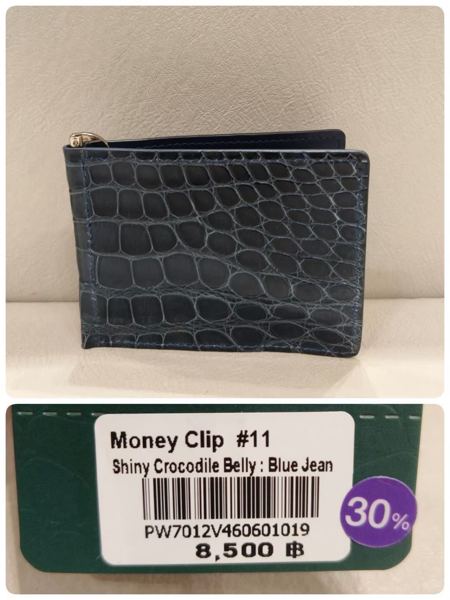 Money Clip #11
Shiny Crocodile Belly : Blue Jean
PW7012V460601019
8,500 ฿
30%